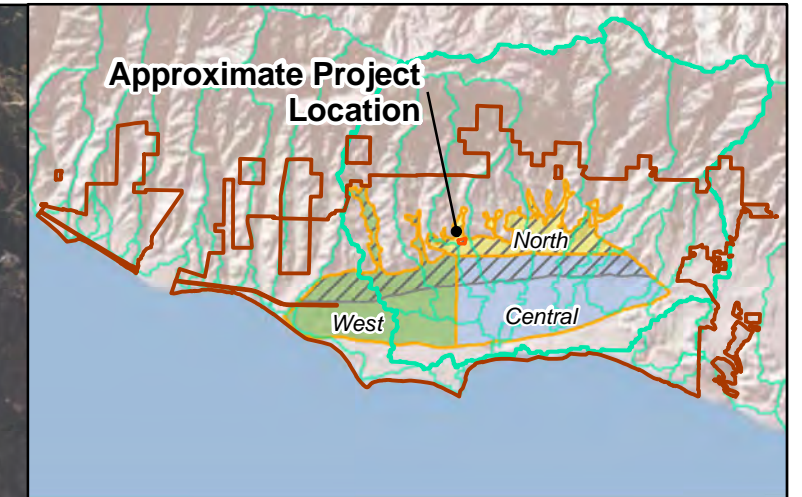 Approximate Project
Location
North
West
Central